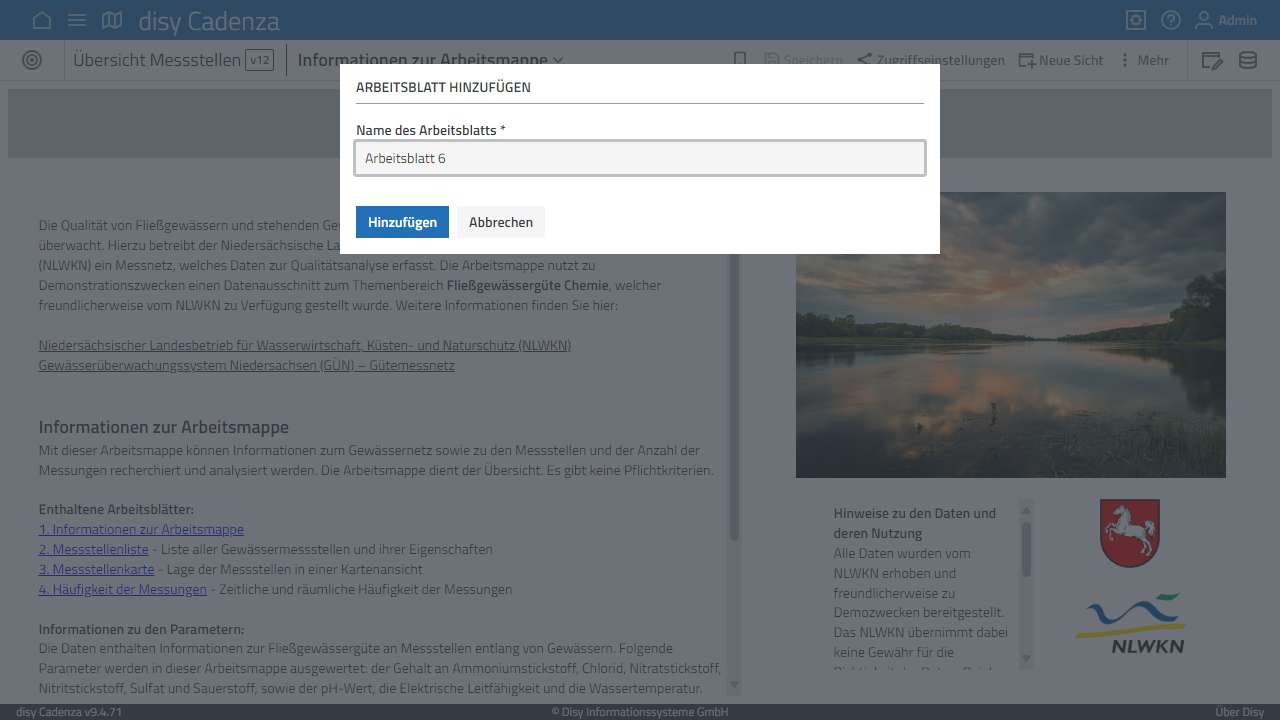 disy Cadenza
Admin
Übersicht Messstellen v12 Informationen zur Arbeitsmappe
Speichern Zugriffseinstellungen Neue Sicht Mehr
ARBEITSBLATT HINZUFÜGEN
Name des Arbeitsblatts *
Arbeitsblatt 6
Hinzufügen Abbrechen
Die Qualität von Fließgewässern und stehenden
überwacht. Hierzu betreibt der Niedersächsische
(NLWKN) ein Messnetz, welches Daten zur Qualitätsanalyse erfasst. Die Arbeitsmappe nutzt zu
Demonstrationszwecken einen Datenausschnitt zum Themenbereich Fließgewässergüte Chemie, welcher
freundlicherweise vom NLWKN zu Verfügung gestellt wurde. Weitere Informationen finden Sie hier:
Niedersächsischer Landesbetrieb für Wasserwirtschaft, Küsten- und Naturschutz (NLWKN)
Gewässerüberwachungssystem Niedersachsen (GÜN) – Gütemessnetz
Informationen zur Arbeitsmappe
Mit dieser Arbeitsmappe können Informationen zum Gewässernetz sowie zu den Messstellen und der Anzahl der
Messungen recherchiert und analysiert werden. Die Arbeitsmappe dient der Übersicht. Es gibt keine Pflichtkriterien.
Enthaltene Arbeitsblätter:
1. Informationen zur Arbeitsmappe
2. Messstellenliste - Liste aller Gewässermessstellen und ihrer Eigenschaften
3. Messstellenkarte - Lage der Messstellen in einer Kartenansicht
4. Häufigkeit der Messungen - Zeitliche und räumliche Häufigkeit der Messungen
Informationen zu den Parametern:
Die Daten enthalten Informationen zur Fließgewässergüte an Messstellen entlang von Gewässern. Folgende
Parameter werden in dieser Arbeitsmappe ausgewertet: der Gehalt an Ammoniumstickstoff, Chlorid, Nitratstickstoff,
Nitritstickstoff, Sulfat und Sauerstoff, sowie der pH-Wert, die Elektrische Leitfähigkeit und die Wassertemperatur.
Hinweise zu den Daten und
deren Nutzung
Alle Daten wurden vom
NLWKN erhoben und
freundlicherweise zu
Demozwecken bereitgestellt.
Das NLWKN übernimmt dabei
keine Gewähr für die
NLWKN
disy Cadenza v9.4.71
© Disy Informationssysteme GmbH
Über Disy